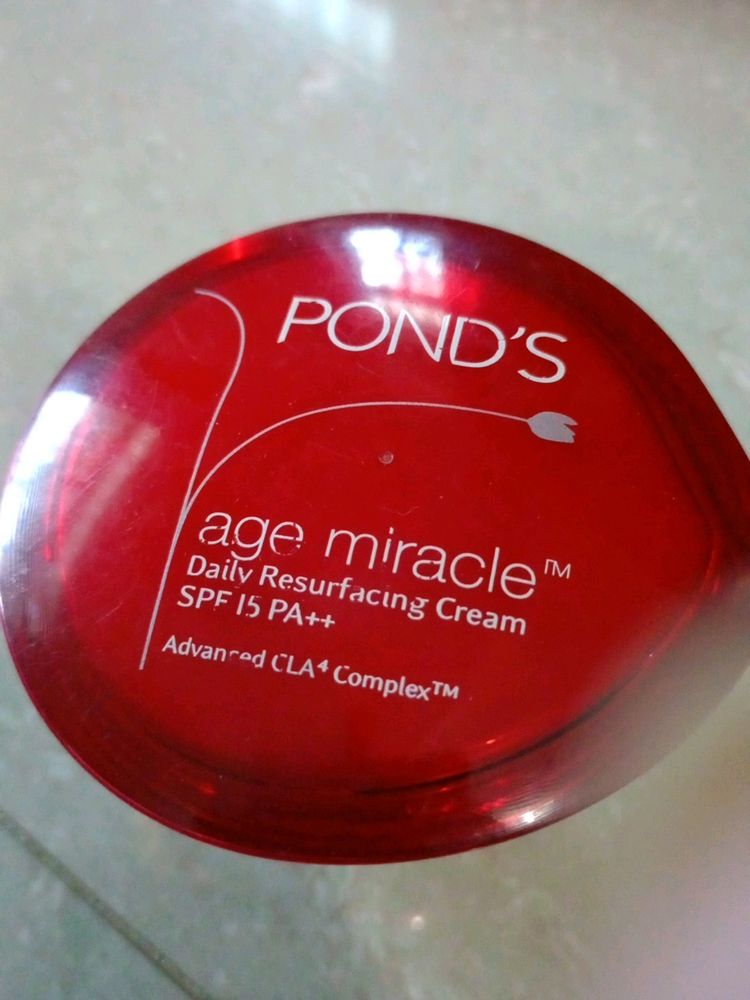 POND'S
age miracle™
Daily Resurfacing Cream
SPF 15 PA++
Advanced CLA⁴ Complex™